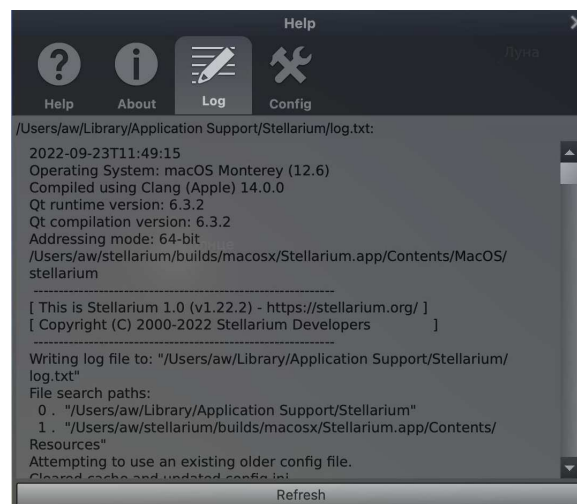 Help
Луна
Help About Log Config
/Users/aw/Library/Application Support/Stellarium/log.txt:
2022-09-23T11:49:15
Operating System: macOS Monterey (12.6)
Compiled using Clang (Apple) 14.0.0
Qt runtime version: 6.3.2
Qt compilation version: 6.3.2
Addressing mode: 64-bit
/Users/aw/stellarium/builds/macosx/Stellarium.app/Contents/MacOS/
stellarium
----------------------------------------------------------
[ This is Stellarium 1.0 (v1.22.2) - https://stellarium.org/ ]
[ Copyright (C) 2000-2022 Stellarium Developers ]
----------------------------------------------------------
Writing log file to: "/Users/aw/Library/Application Support/Stellarium/
log.txt"
File search paths:
0 . "/Users/aw/Library/Application Support/Stellarium"
1 . "/Users/aw/stellarium/builds/macosx/Stellarium.app/Contents/
Resources"
Attempting to use an existing older config file.
Cleared cache and updated config.ini
Refresh